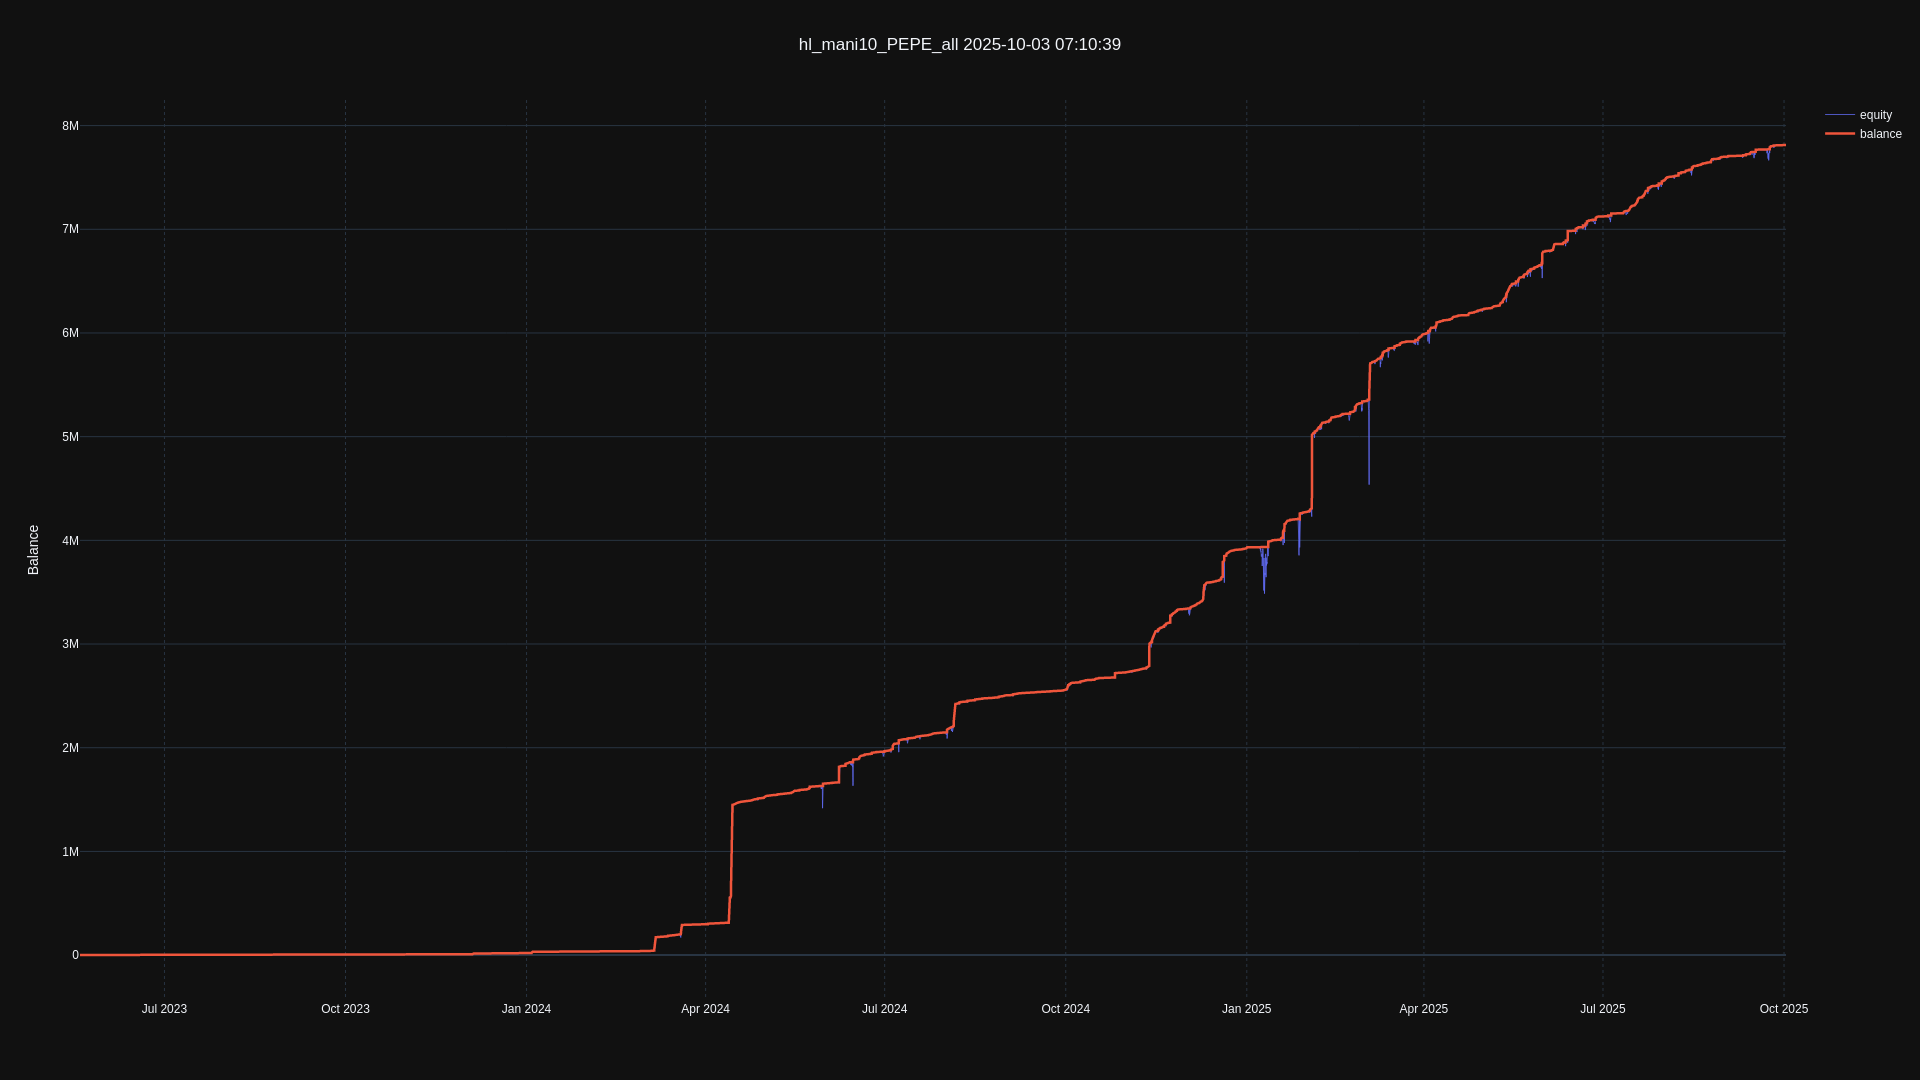 hl_mani10_PEPE_all 2025-10-03 07:10:39
equity
balance
Balance
8M
7M
6M
5M
4M
3M
2M
1M
0
Jul 2023
Oct 2023
Jan 2024
Apr 2024
Jul 2024
Oct 2024
Jan 2025
Apr 2025
Jul 2025
Oct 2025